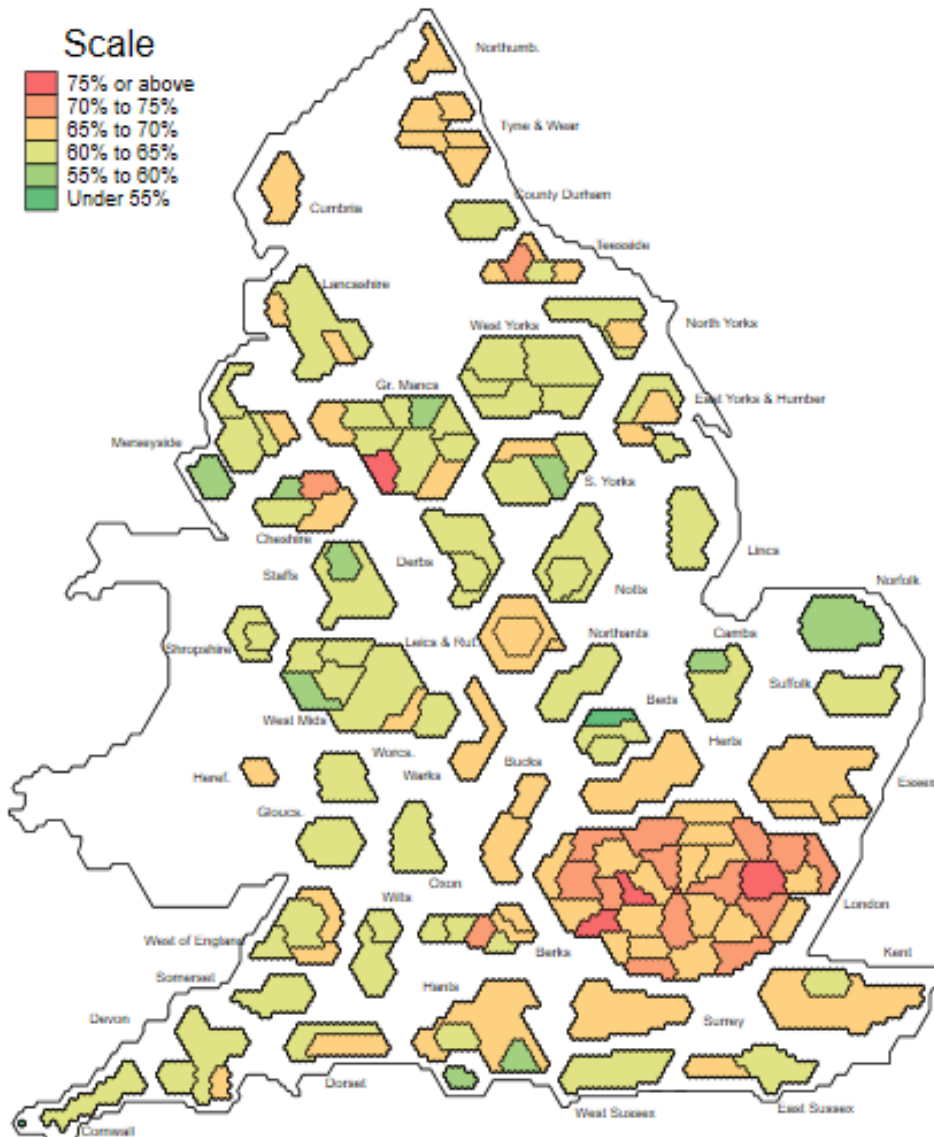 Scale
75% or above
70% to 75%
65% to 70%
60% to 65%
55% to 60%
Under 55%
Northumb.
Tyne & Wear
County Durham
Cumbria
Teesside
Lancashire
North Yorks
West Yorks
Gr. Mancs
East Yorks & Humber
Merseyside
S. Yorks
Cheshire
Lincs
Derbs
Staffs
Norfolk
Notts
Shropshire
Leics & Rut.
Northants
Cambs
Suffolk
West Mids
Beds
Herts
Worcs.
Bucks
Heref.
Warks
Essex
Gloucs.
Oxon
Wilts
London
West of England
Berks
Kent
Somerset
Hants
Devon
Surrey
Dorset
West Sussex
East Sussex
Cornwall